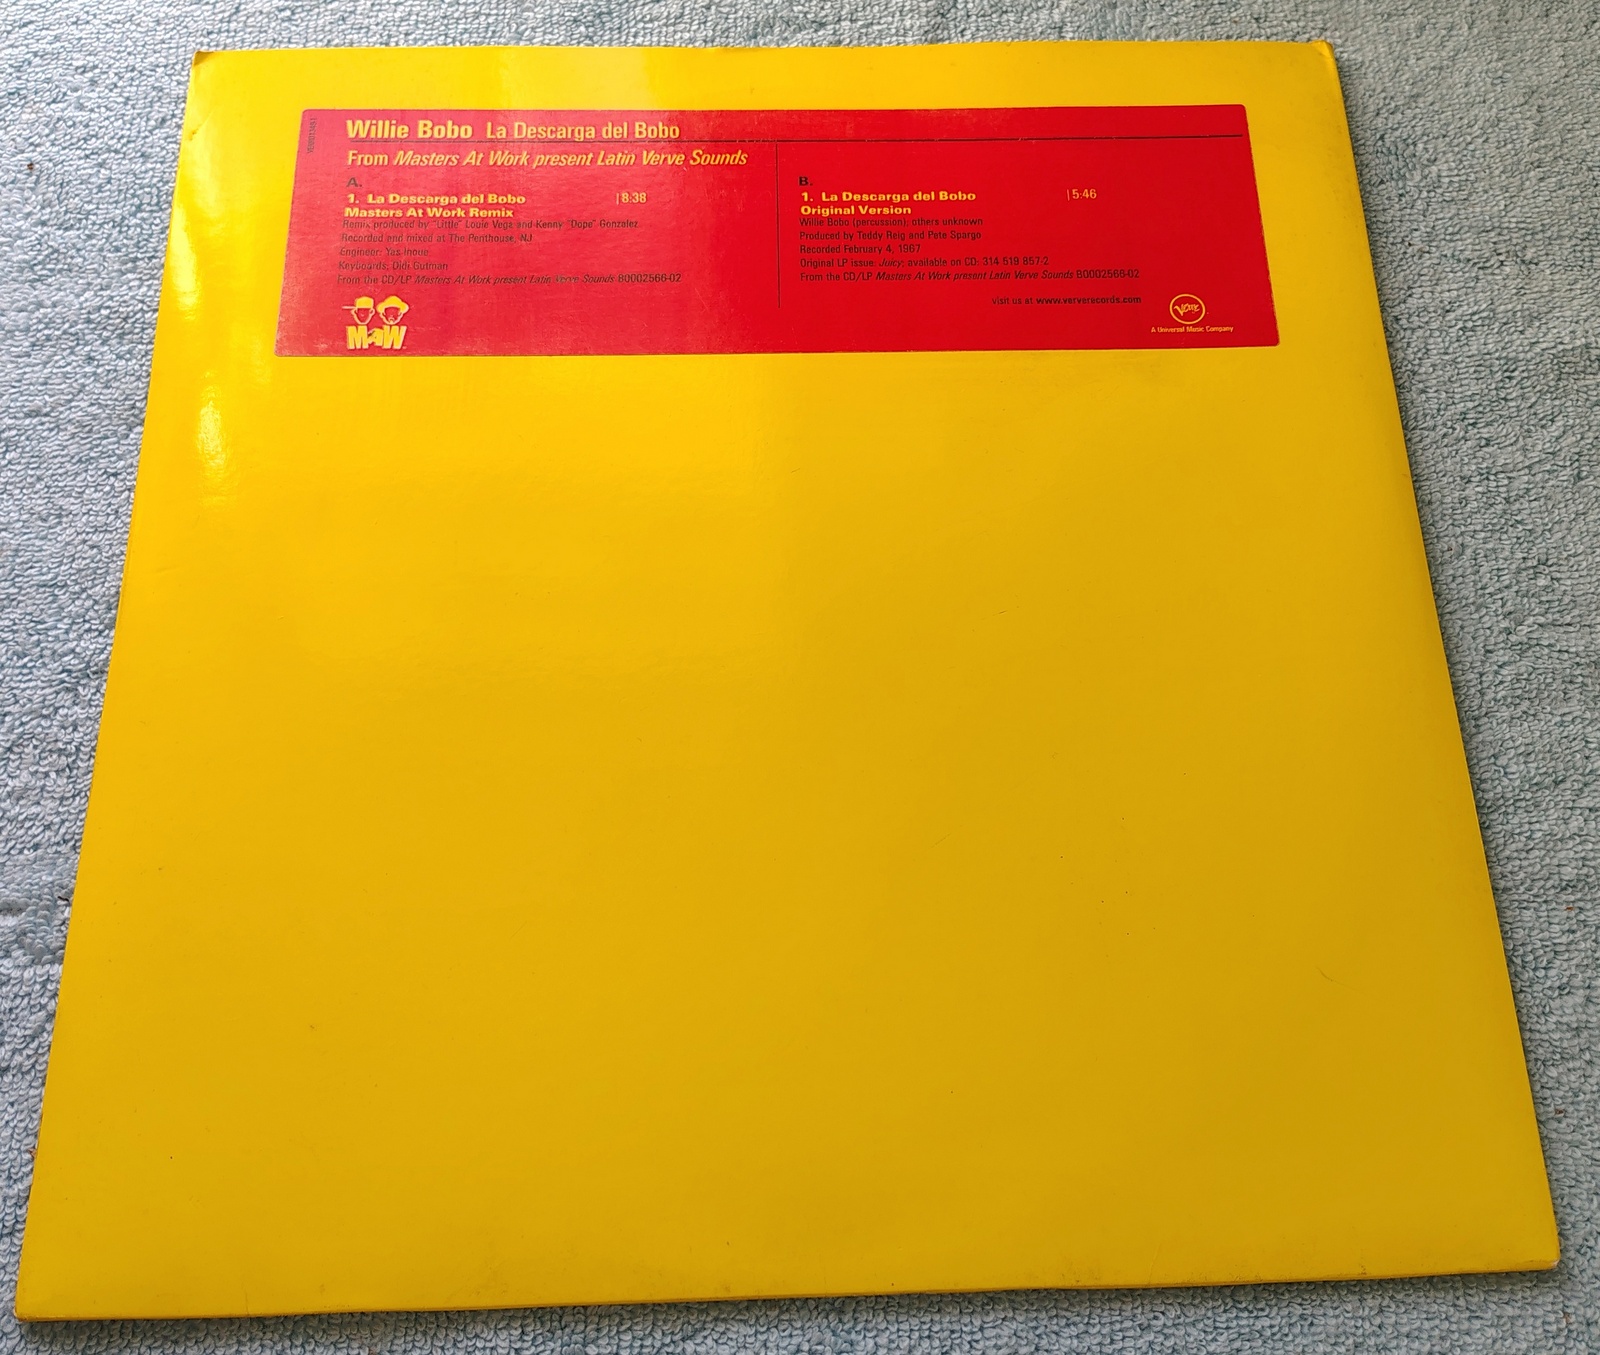 Willie Bobo La Descarga del Bobo
From Masters At Work present Latin Verve Sounds
A.
1. La Descarga del Bobo | 8:38
Masters At Work Remix
Remix produced by "Little" Louie Vega and Kenny "Dope" Gonzalez
Recorded and mixed at The Penthouse, NJ
Engineer: Yas Inoue
Keyboards: Didi Gutman
From the CD/LP Masters At Work present Latin Verve Sounds B0002566-02
MAW
B.
1. La Descarga del Bobo | 5:46
Original Version
Willie Bobo (percussion); others unknown
Produced by Teddy Reig and Pete Spargo
Recorded February 4, 1967
Original LP issue: Juicy; available on CD- 314 519 857-2
From the CD/LP Masters At Work present Latin Verve Sounds B0002566-02
visit us at www.ververecords.com
Verve
A Universal Music Company